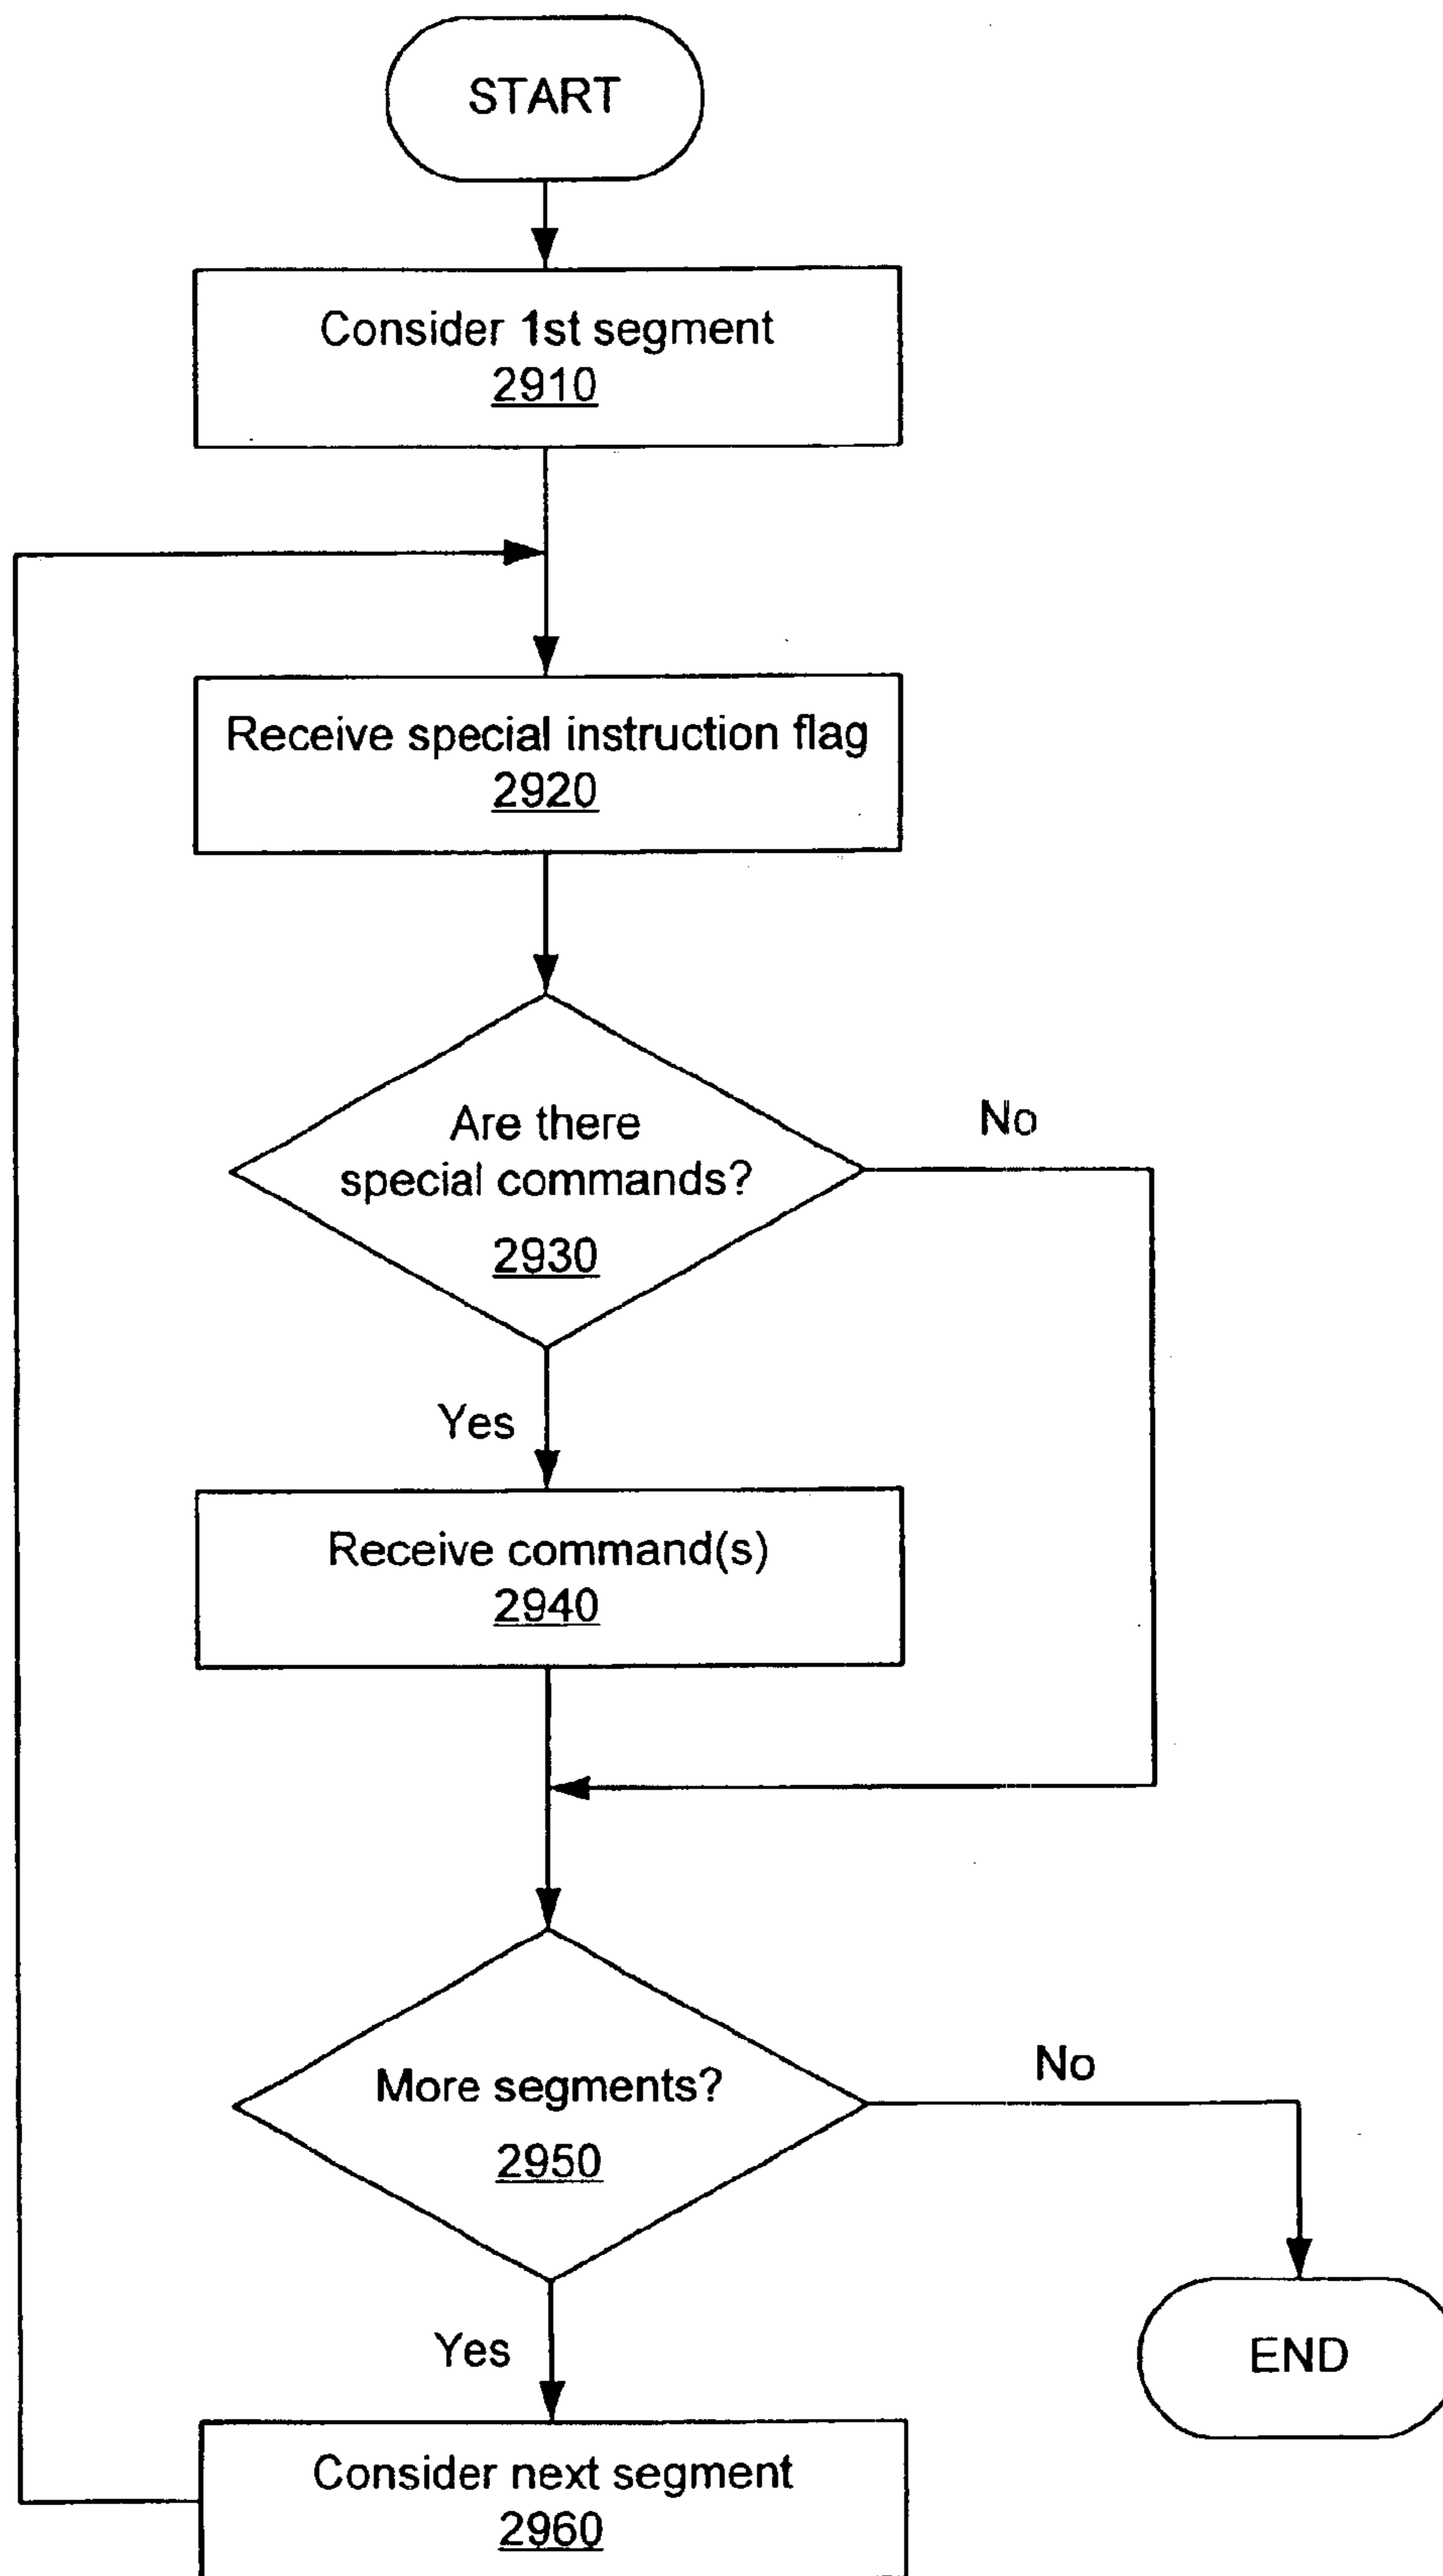 START
Consider 1st segment
2910
Receive special instruction flag
2920
Are there
special commands?
2930
No
Yes
Receive command(s)
2940
More segments?
2950
No
Yes
END
Consider next segment
2960